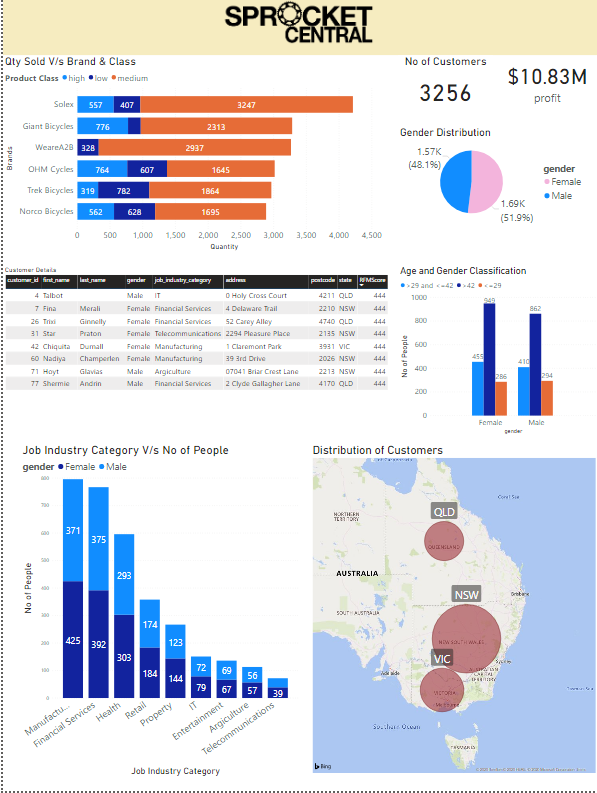 SPROCKET
CENTRAL
Qty Sold V/s Brand & Class
Product Class high low medium
Solex 557 407 3247
Giant Bicycles 776 2313
WeareA2B 328 2937
OHM Cycles 764 607 1645
Trek Bicycles 319 782 1864
Norco Bicycles 562 628 1695
Brands
0 500 1,000 1,500 2,000 2,500 3,000 3,500 4,000 4,500
Quantity
No of Customers
3256
$10.83M
profit
Gender Distribution
1.57K
(48.1%)
1.69K
(51.9%)
gender
Female
Male
Customer Details
customer_id first_name last_name gender job_industry_category address postcode state RFMScore
4 Talbot Male IT 0 Holy Cross Court 4211 QLD 444
7 Fina Merali Female Financial Services 4 Delaware Trail 2210 NSW 444
26 Trixi Ginnelly Female Financial Services 52 Carey Alley 4740 QLD 444
31 Star Praton Female Telecommunications 2294 Pleasure Place 2135 NSW 444
42 Chiquita Dumall Female Manufacturing 1 Claremont Park 3931 VIC 444
60 Nadiya Champerlen Female Manufacturing 39 3rd Drive 2026 NSW 444
71 Hoyt Glavias Male Argiculture 07041 Briar Crest Lane 2213 NSW 444
77 Shermie Andrin Male Financial Services 2 Clyde Gallagher Lane 4170 QLD 444
Age and Gender Classification
>29 and <=42 >42 <=29
1000
800
600
400
200
0
No of People
455 949 286
410 862 294
Female Male
gender
Job Industry Category V/s No of People
gender Female Male
800
700
600
500
400
300
200
100
0
No of People
371 375 293 174 123 72 69 56
425 392 303 184 144 79 67 57 39
Manufactu...
Financial Services
Health
Retail
Property
IT
Entertainment
Argiculture
Telecommunications
Job Industry Category
Distribution of Customers
Coral Sea
NORTHERN
TERRITORY
QLD
QUEENSLAND
AUSTRALIA
NSW
Brisbane
SOUTH AUSTRALIA
NEW SOUTH WALES
VIC
Sydney
Adelaide
AUSTRALIAN
CAPITAL
TERRITORY
VICTORIA
Melbourne
Southern Ocean
TASMANIA
Bing